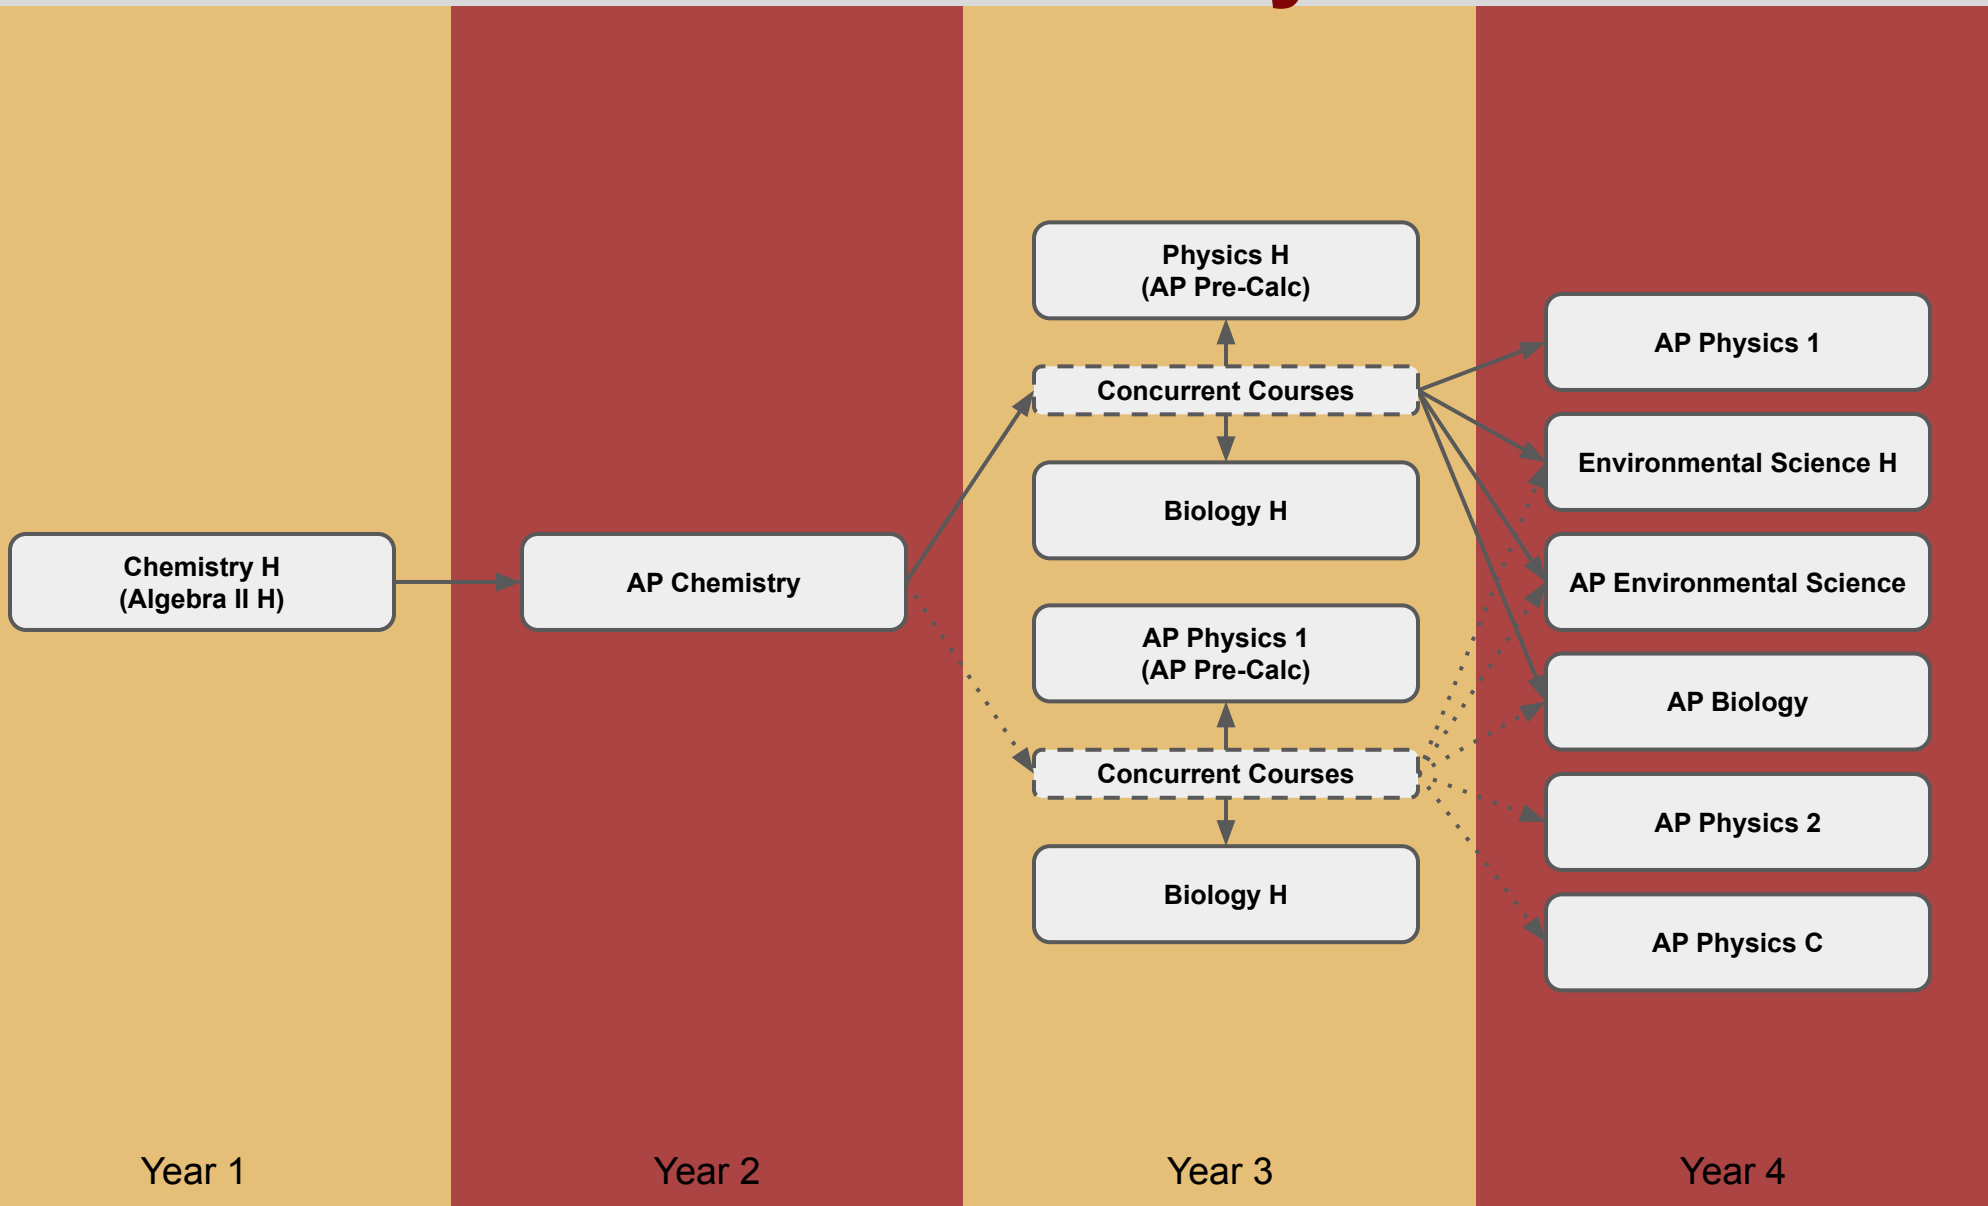 Chemistry H
(Algebra II H)
AP Chemistry
Physics H
(AP Pre-Calc)
Concurrent Courses
Biology H
AP Physics 1
(AP Pre-Calc)
Concurrent Courses
Biology H
AP Physics 1
Environmental Science H
AP Environmental Science
AP Biology
AP Physics 2
AP Physics C
Year 1
Year 2
Year 3
Year 4